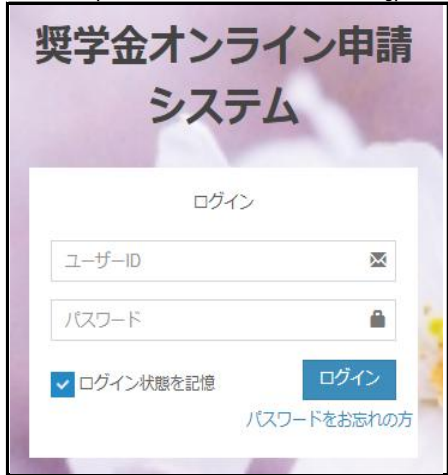 奨学金オンライン申請
システム
ログイン
ユーザーID
パスワード
ログイン状態を記憶
ログイン
パスワードをお忘れの方